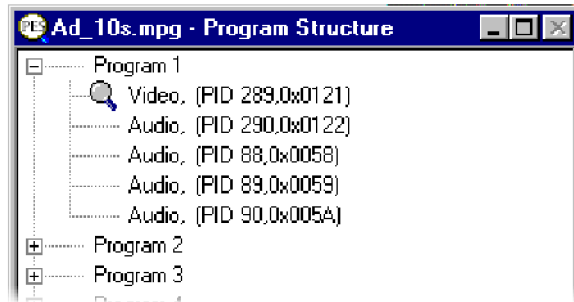 PES Ad_10s.mpg - Program Structure
Program 1
Video, (PID 289,0x0121)
Audio, (PID 290,0x0122)
Audio, (PID 88,0x0058)
Audio, (PID 89,0x0059)
Audio, (PID 90,0x005A)
Program 2
Program 3